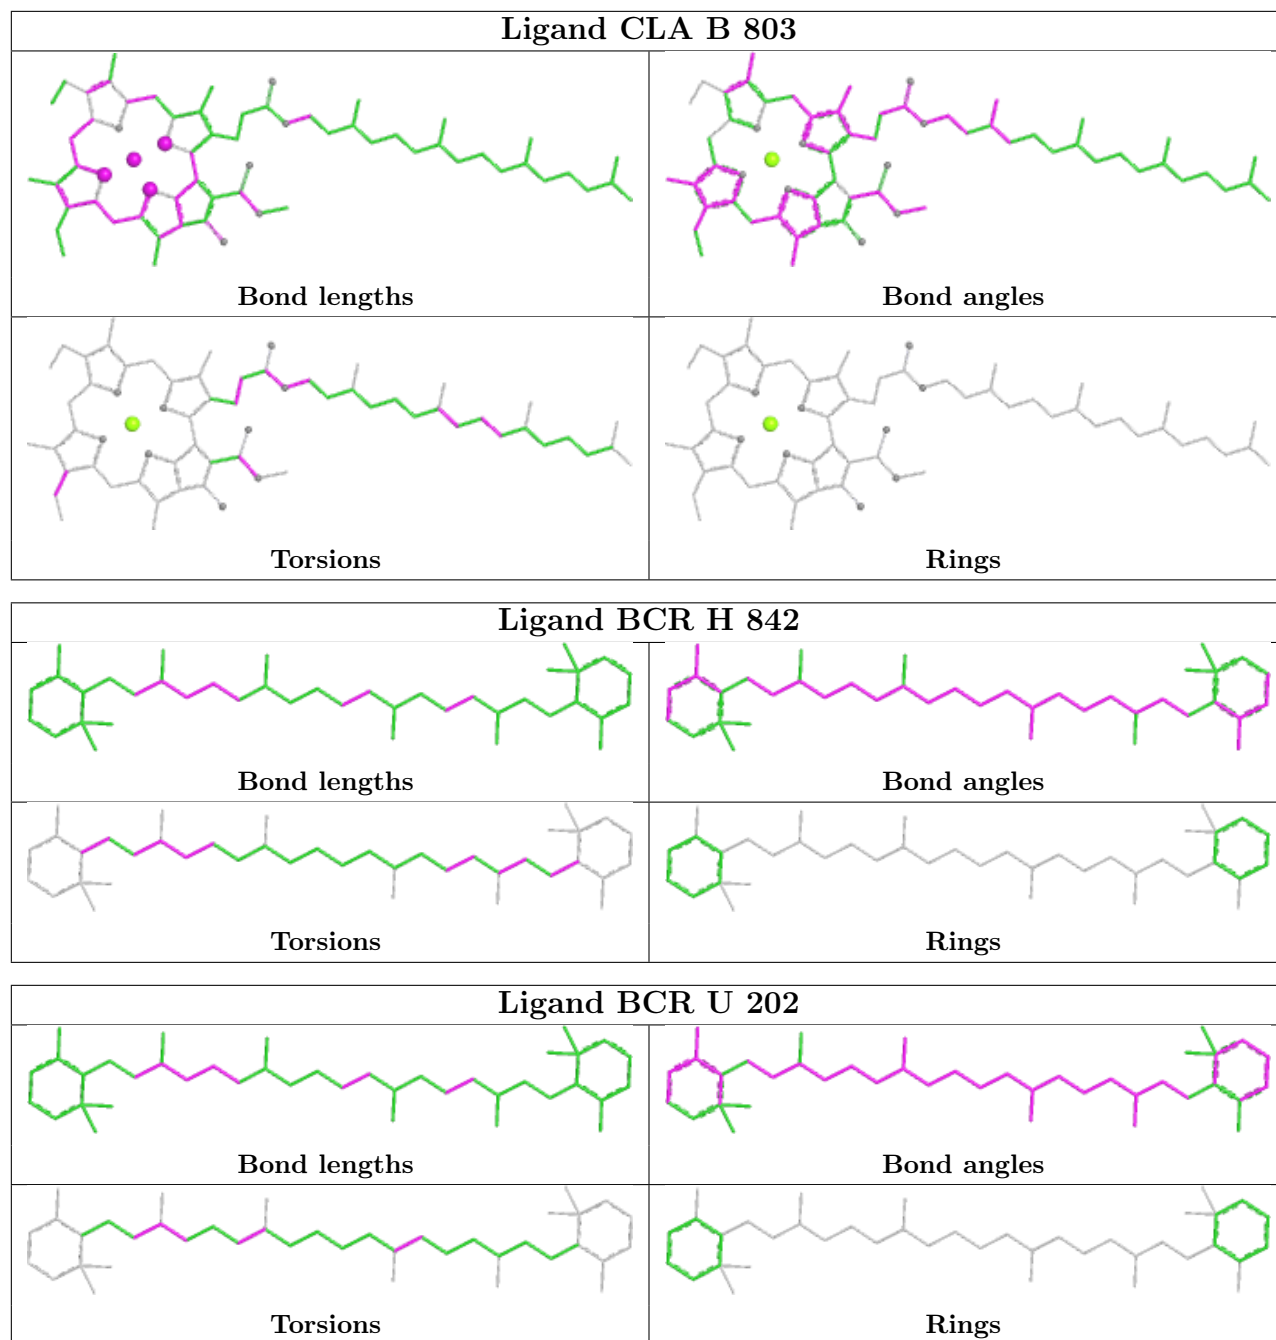 Ligand CLA B 803
Bond lengths
Bond angles
Torsions
Rings
Ligand BCR H 842
Bond lengths
Bond angles
Torsions
Rings
Ligand BCR U 202
Bond lengths
Bond angles
Torsions
Rings